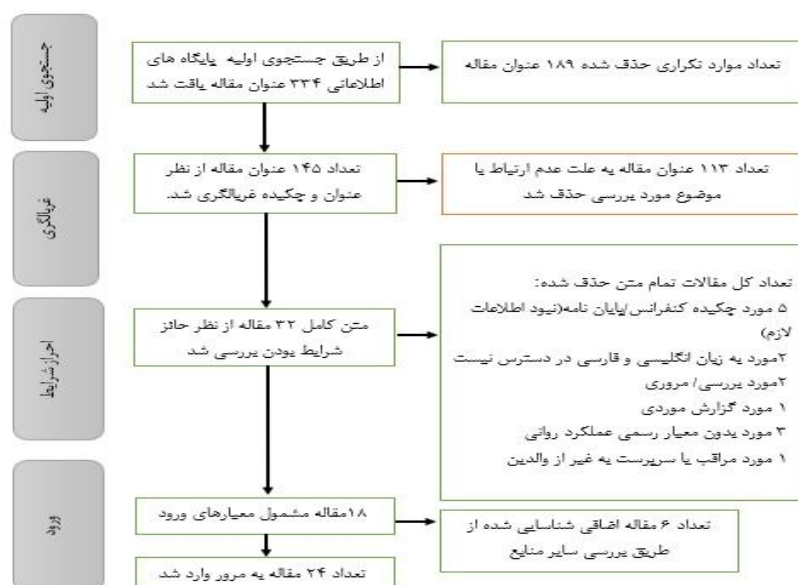 جستجوی اولیه
از طریق جستجوی اولیه پایگاه های
اطلاعاتی ۳۳۴ عنوان مقاله یافت شد
تعداد موارد تکراری حذف شده ۱۸۹ عنوان مقاله
غربالگری
تعداد ۱۴۵ عنوان مقاله از نظر
عنوان و چکیده غربالگری شد.
تعداد ۱۱۳ عنوان مقاله به علت عدم ارتباط با
موضوع مورد بررسی حذف شد
احراز شرایط
متن کامل ۳۲ مقاله از نظر حائز
شرایط بودن بررسی شد
تعداد کل مقالات تمام متن حذف شده:
۵ مورد چکیده کنفرانس/پایان نامه(نبود اطلاعات
لازم)
۲مورد به زبان انگلیسی و فارسی در دسترس نیست
۲مورد بررسی/ مروری
۱ مورد گزارش موردی
۳ مورد بدون معیار رسمی عملکرد روانی
۱ مورد مراقب یا سرپرست به غیر از والدین
ورود
۱۸مقاله مشمول معیارهای ورود
تعداد ۶ مقاله اضافی شناسایی شده از
طریق بررسی سایر منابع
تعداد ۲۴ مقاله به مرور وارد شد